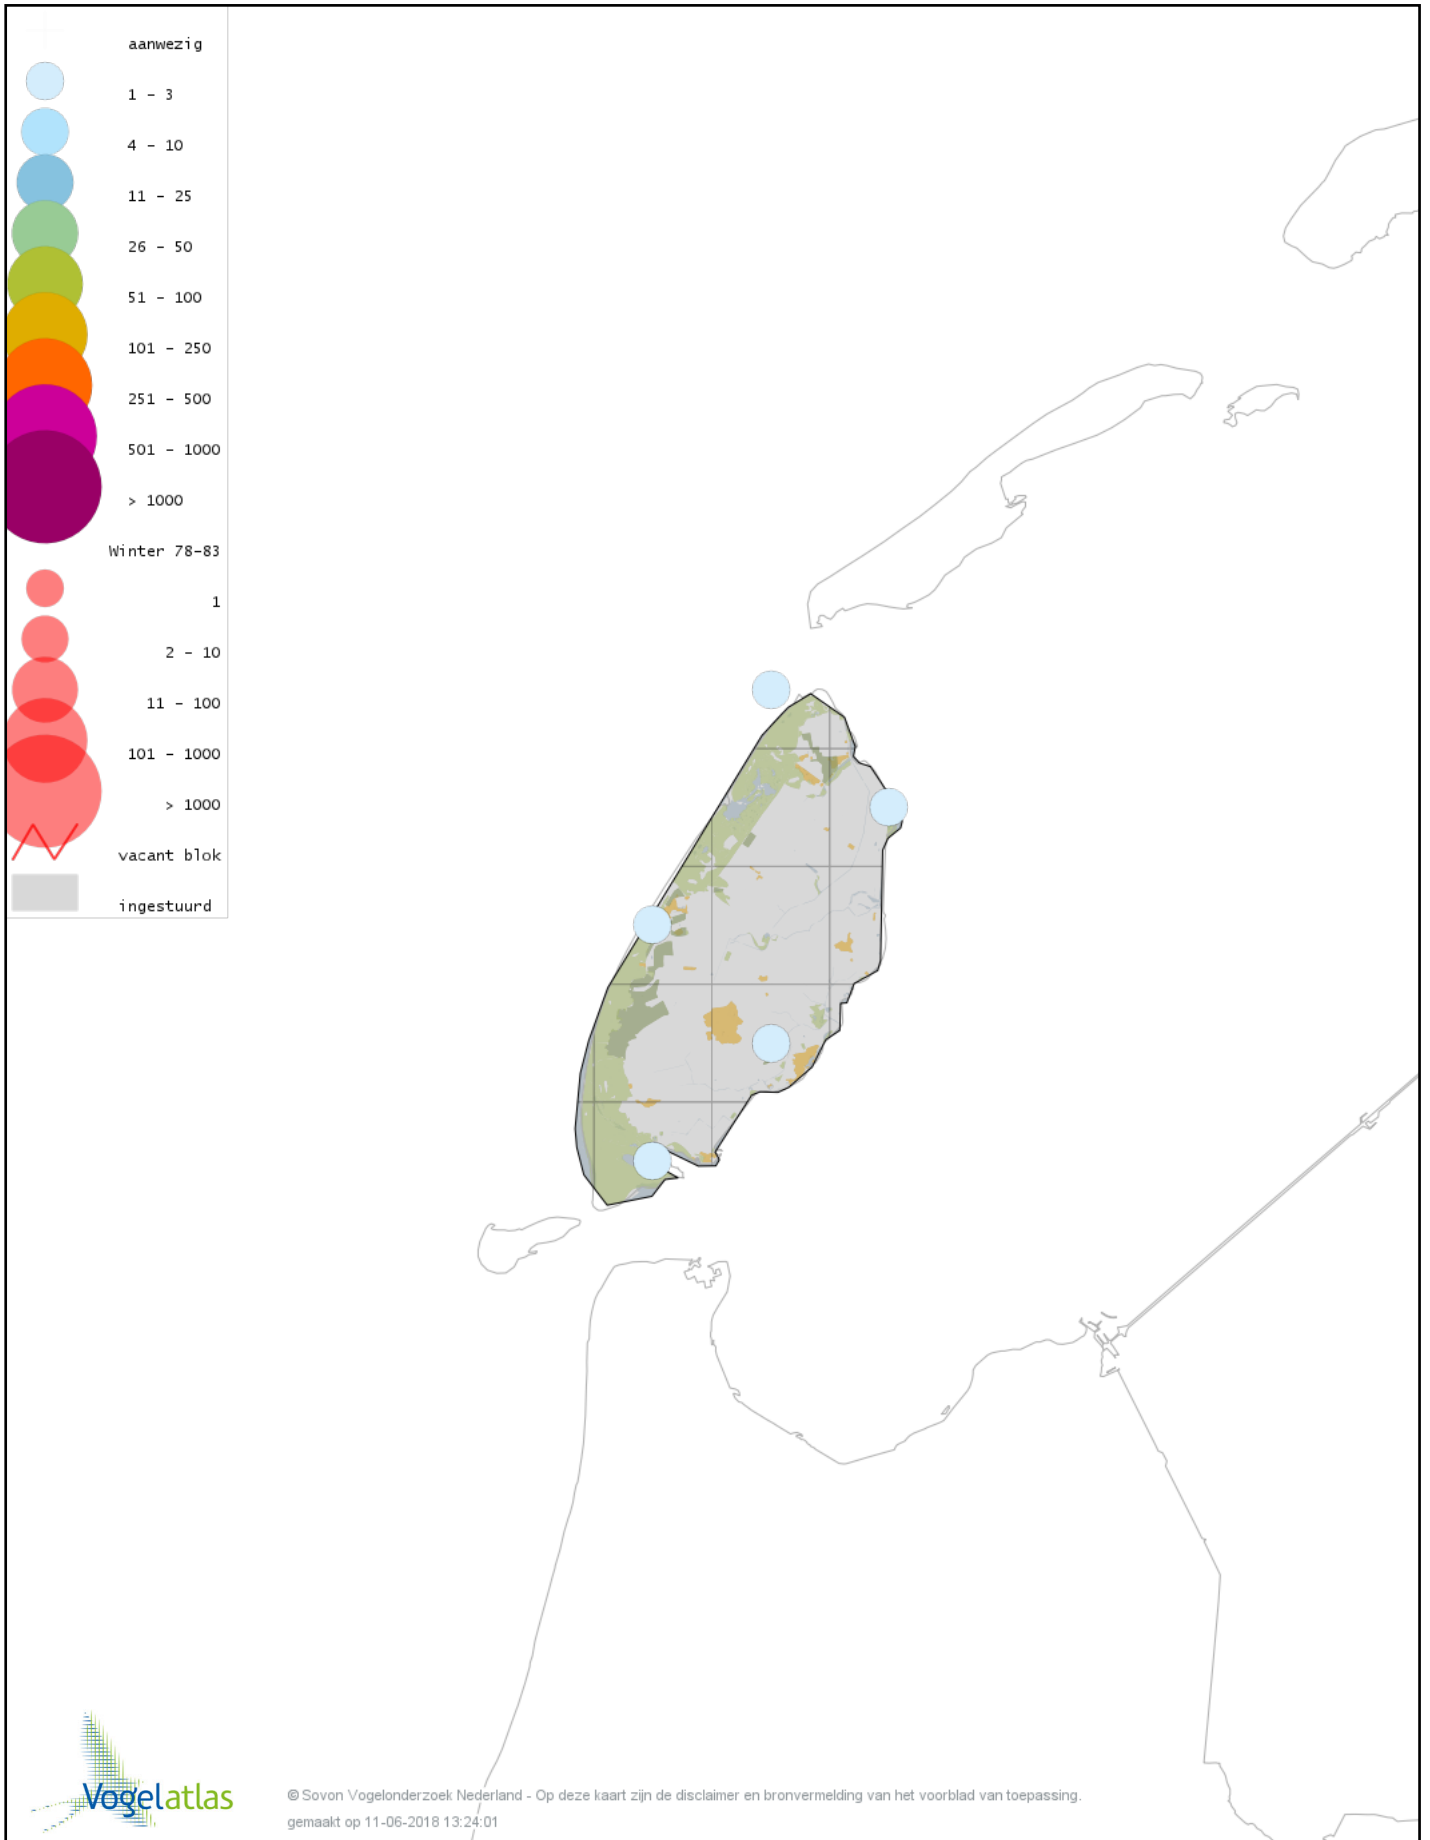 aanwezig
1 - 3
4 - 10
11 - 25
26 - 50
51 - 100
101 - 250
251 - 500
501 - 1000
> 1000
Winter 78-83
1
2 - 10
11 - 100
101 - 1000
> 1000
vacant blok
ingestuurd
Vogelatlas
© Sovon Vogelonderzoek Nederland - Op deze kaart zijn de disclaimer en bronvermelding van het voorblad van toepassing.
gemaakt op 11-06-2018 13:24:01